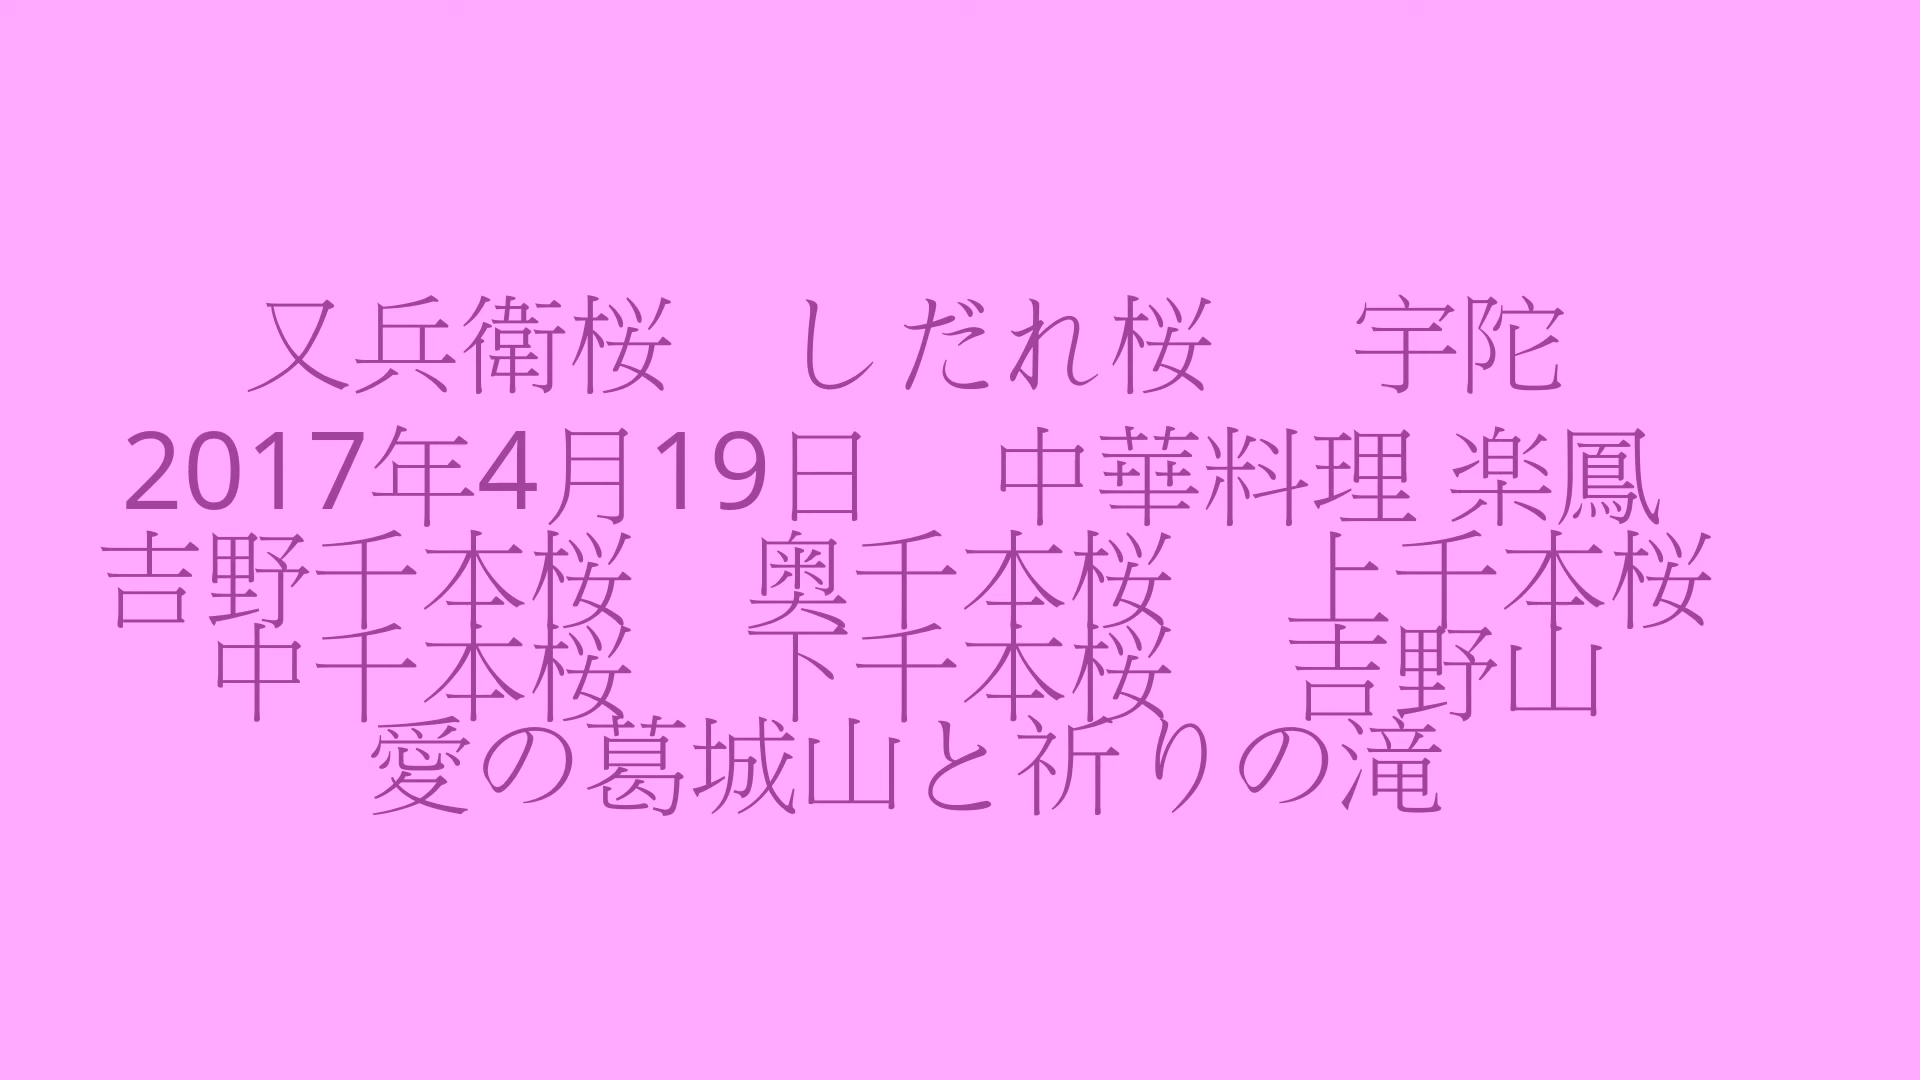 又兵衛桜　しだれ桜　宇陀
2017年4月19日　中華料理 楽鳳
吉野千本桜　奥千本桜　上千本桜
中千本桜　下千本桜　吉野山
愛の葛城山と祈りの滝